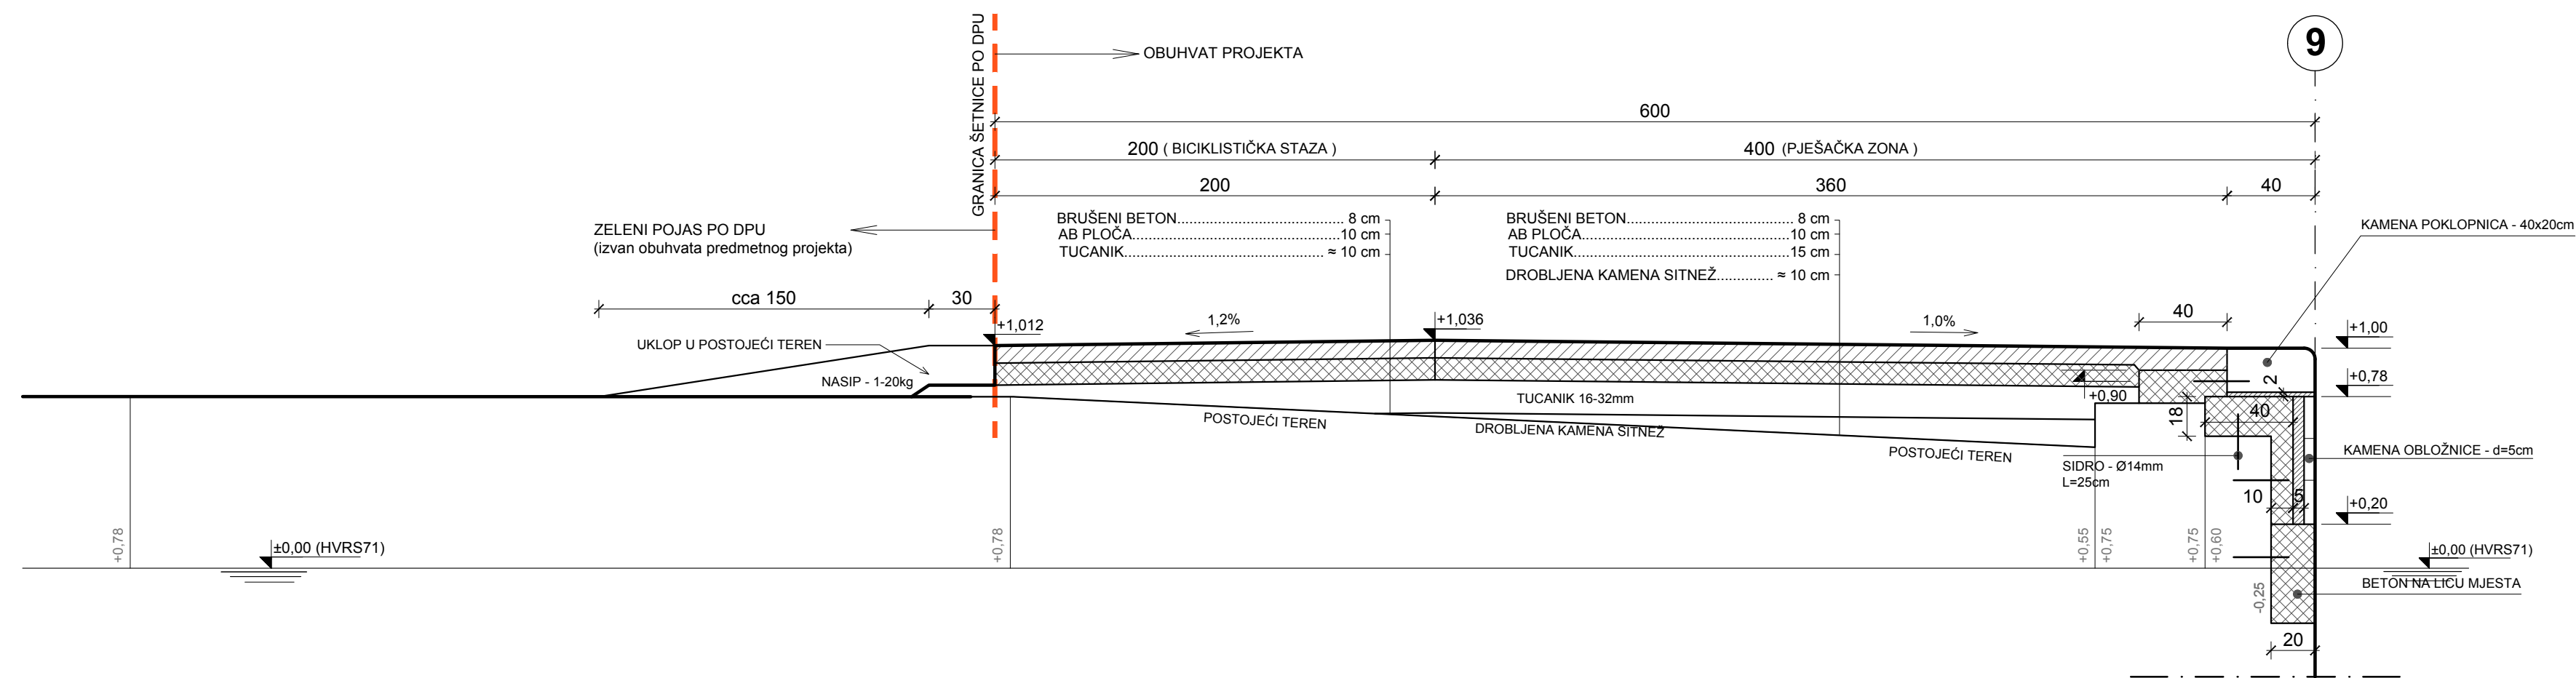 GRANICA ŠETNICE PO DPU
OBUHVAT PROJEKTA
9
600
200 ( BICIKLISTIČKA STAZA )
400 (PJEŠAČKA ZONA )
200
360
40
ZELENI POJAS PO DPU
(izvan obuhvata predmetnog projekta)
BRUŠENI BETON.................................. 8 cm
AB PLOČA..........................................10 cm
TUCANIK......................................... ≈ 10 cm
BRUŠENI BETON.................................. 8 cm
AB PLOČA..........................................10 cm
TUCANIK............................................15 cm
DROBLJENA KAMENA SITNEŽ............ ≈ 10 cm
KAMENA POKLOPNICA - 40x20cm
cca 150
30
+1,012
1,2%
+1,036
1,0%
40
+1,00
UKLOP U POSTOJEĆI TEREN
NASIP - 1-20kg
2
+0,78
+0,90
TUCANIK 16-32mm
POSTOJEĆI TEREN
DROBLJENA KAMENA SITNEŽ
POSTOJEĆI TEREN
18
40
KAMENA OBLOŽNICE - d=5cm
SIDRO - Ø14mm
L=25cm
10
5
+0,20
+0,78
±0,00 (HVRS71)
+0,78
+0,55
+0,75
+0,75
+0,60
±0,00 (HVRS71)
BETON NA LICU MJESTA
-0,25
20